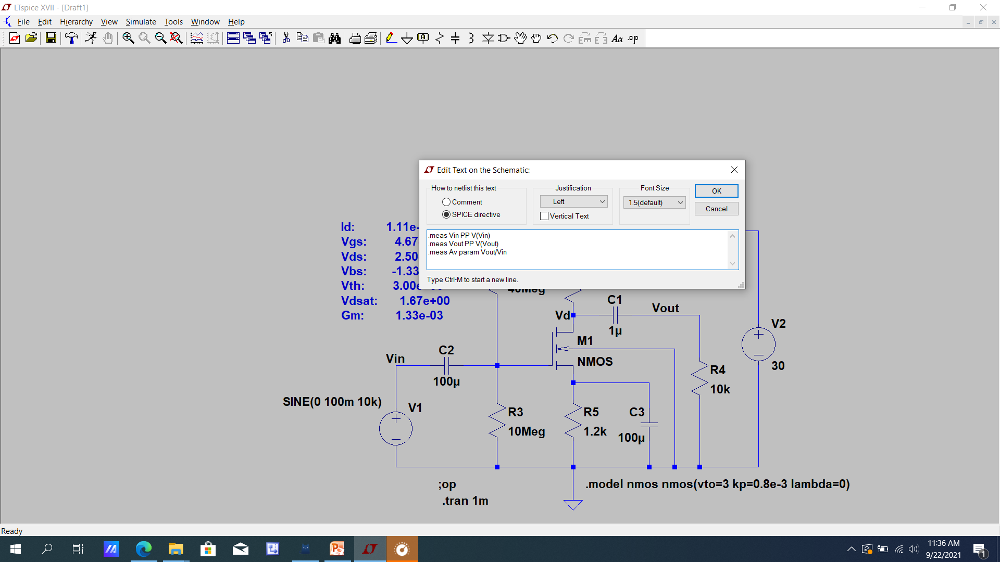 LTspice XVII - [Draft1]
File Edit Hierarchy View Simulate Tools Window Help
Aa .op
Edit Text on the Schematic:
How to netlist this text
Comment
SPICE directive
Justification
Left
Vertical Text
Font Size
1.5(default)
OK
Cancel
.meas Vin PP V(Vin)
.meas Vout PP V(Vout)
.meas Av param Vout/Vin
Type Ctrl-M to start a new line.
Id: 1.11e-
Vgs: 4.67
Vds: 2.50
Vbs: -1.33
Vth: 3.00e
Vdsat: 1.67e+00
Gm: 1.33e-03
40Meg
C1
1µ
Vout
Vd
V2
30
M1
NMOS
C2
100µ
Vin
R4
10k
SINE(0 100m 10k)
V1
R3
10Meg
R5
1.2k
C3
100µ
;op
.tran 1m
.model nmos nmos(vto=3 kp=0.8e-3 lambda=0)
Ready
11:36 AM
9/22/2021
1